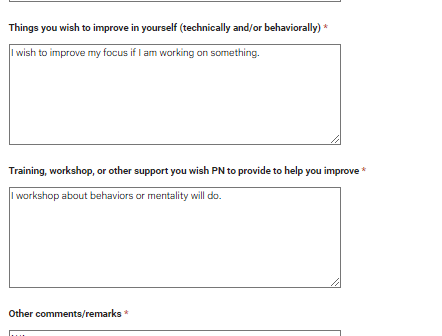 Things you wish to improve in yourself (technically and/or behaviorally) *
I wish to improve my focus if I am working on something.
Training, workshop, or other support you wish PN to provide to help you improve *
I workshop about behaviors or mentality will do.
Other comments/remarks *